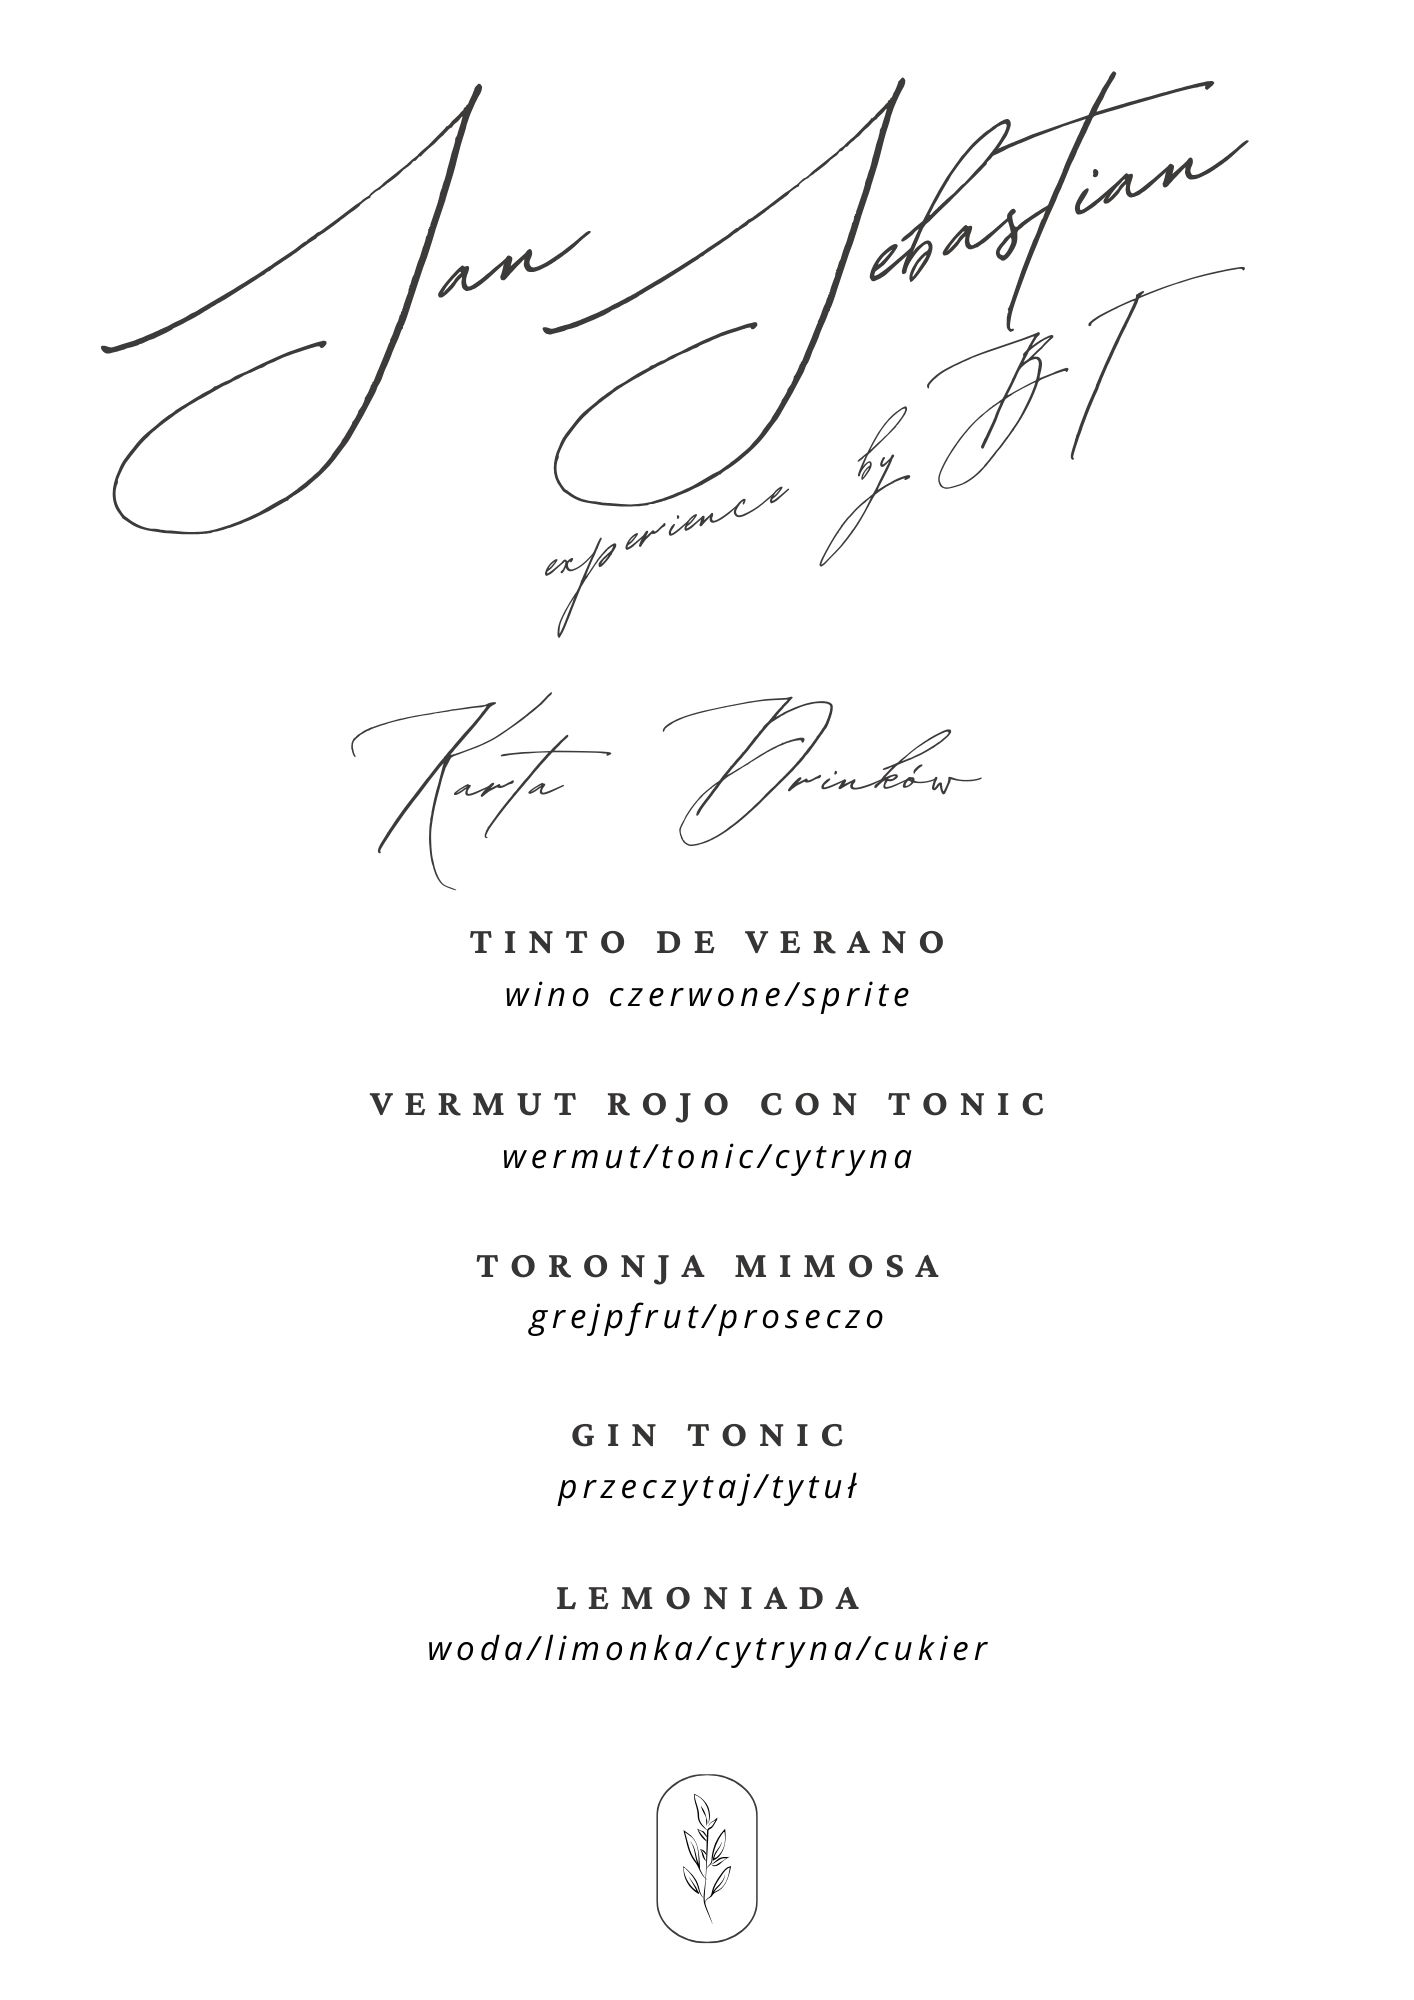 San Sebastian
experience by BT
Karta Drinków
TINTO DE VERANO
wino czerwone/sprite
VERMUT ROJO CON TONIC
wermut/tonic/cytryna
TORONJA MIMOSA
grejpfrut/proseczo
GIN TONIC
przeczytaj/tytuł
LEMONIADA
woda/limonka/cytryna/cukier